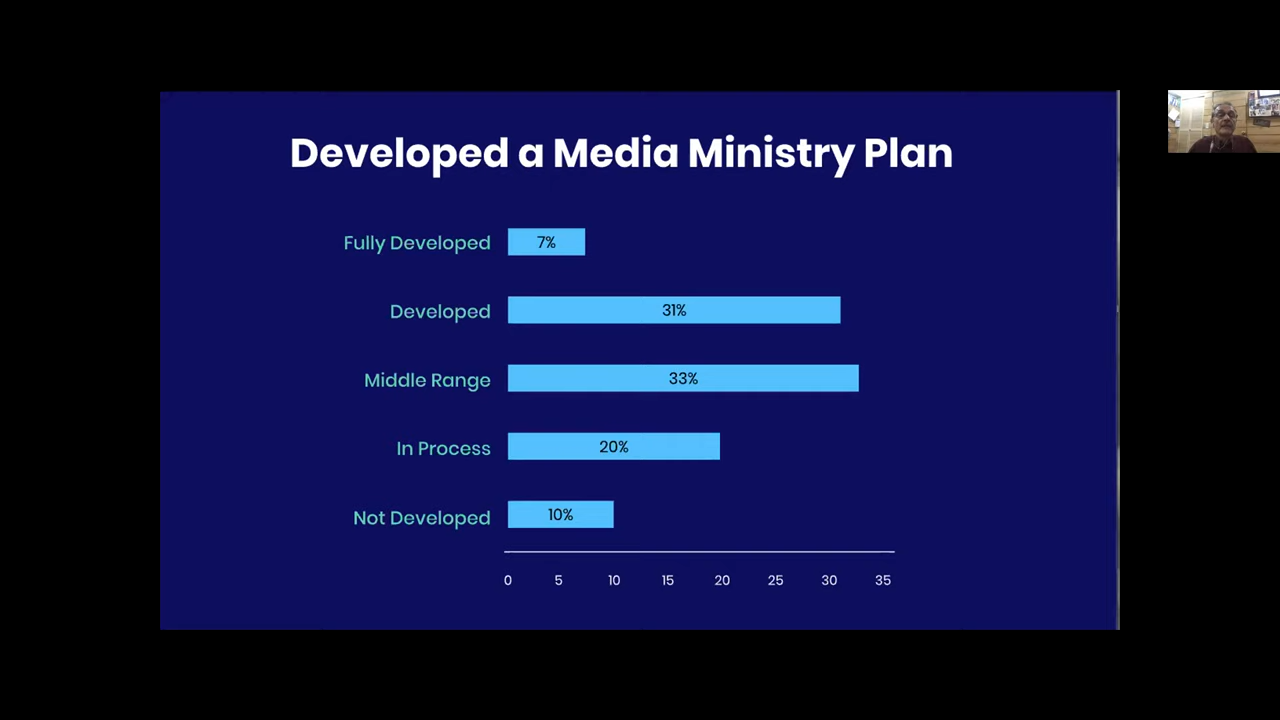 Developed a Media Ministry Plan
Fully Developed 7%
Developed 31%
Middle Range 33%
In Process 20%
Not Developed 10%
0 5 10 15 20 25 30 35